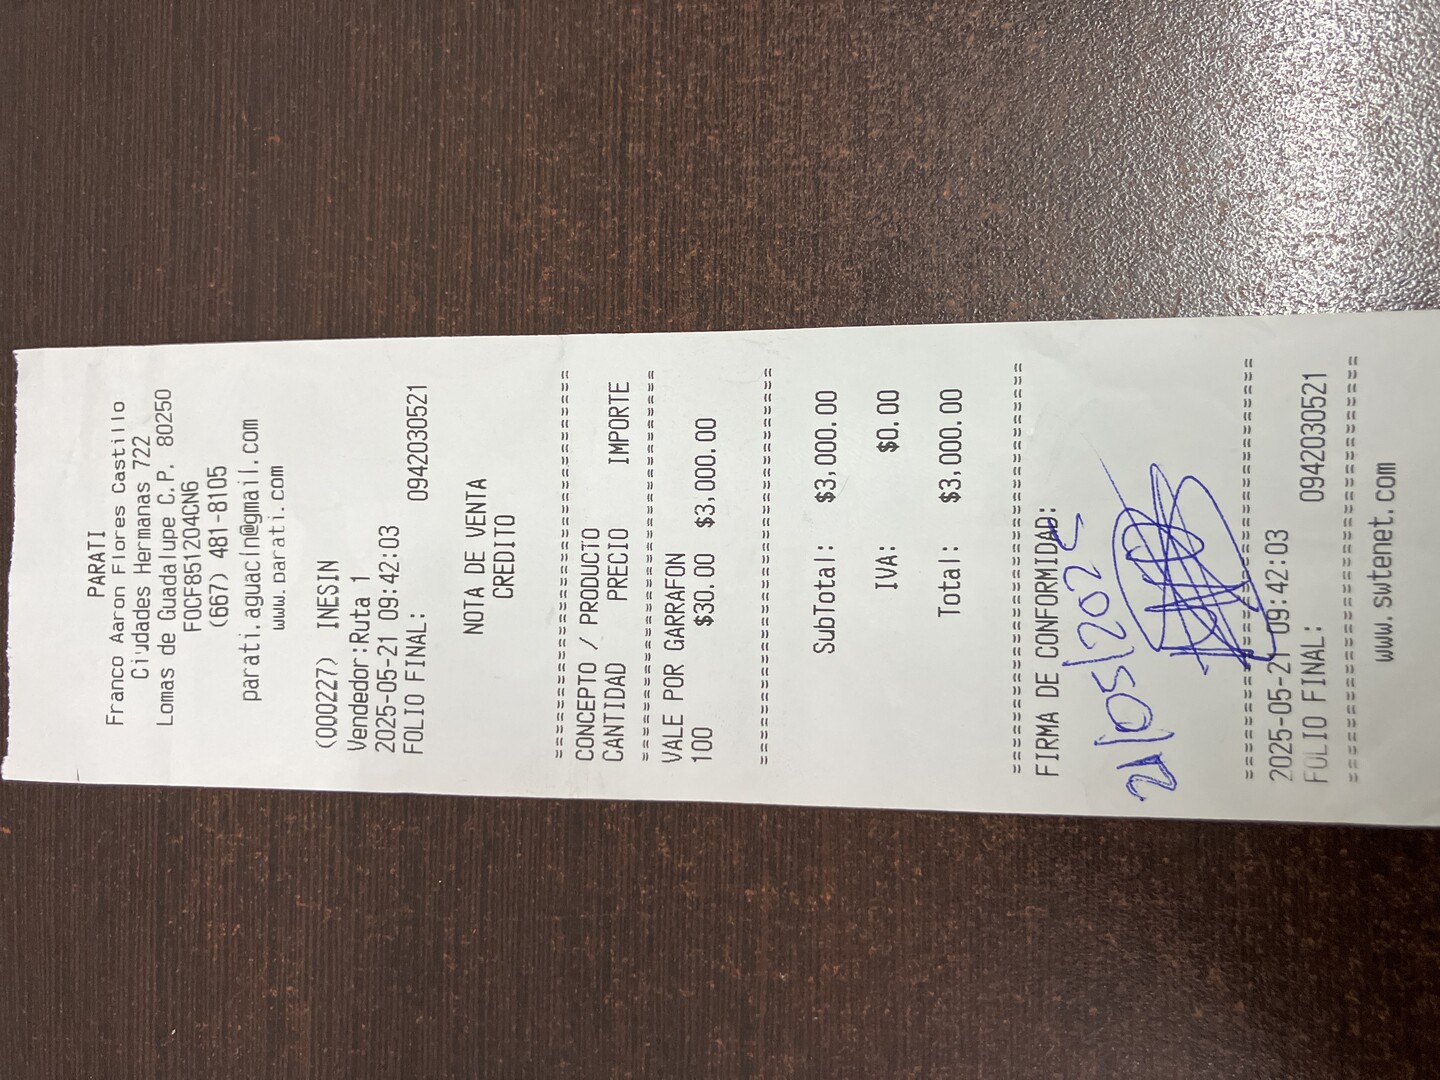 PARATI
Franco Aaron Flores Castillo
Ciudades Hermanas 722
Lomas de Guadalupe C.P. 80250
FOCF851204CN6
(667) 481-8105
parati.aguacln@gmail.com
www.parati.com
(000227) INESIN
Vendedor:Ruta 1
2025-05-21 09:42:03
FOLIO FINAL: 0942030521
NOTA DE VENTA
CREDITO
==============================
CONCEPTO / PRODUCTO
CANTIDAD PRECIO IMPORTE
==============================
VALE POR GARRAFON
100 $30.00 $3,000.00
==============================
SubTotal: $3,000.00
IVA: $0.00
Total: $3,000.00
==============================
FIRMA DE CONFORMIDAD:
21/05/2025
==============================
2025-05-21 09:42:03
FOLIO FINAL: 0942030521
==============================
www.swtenet.com